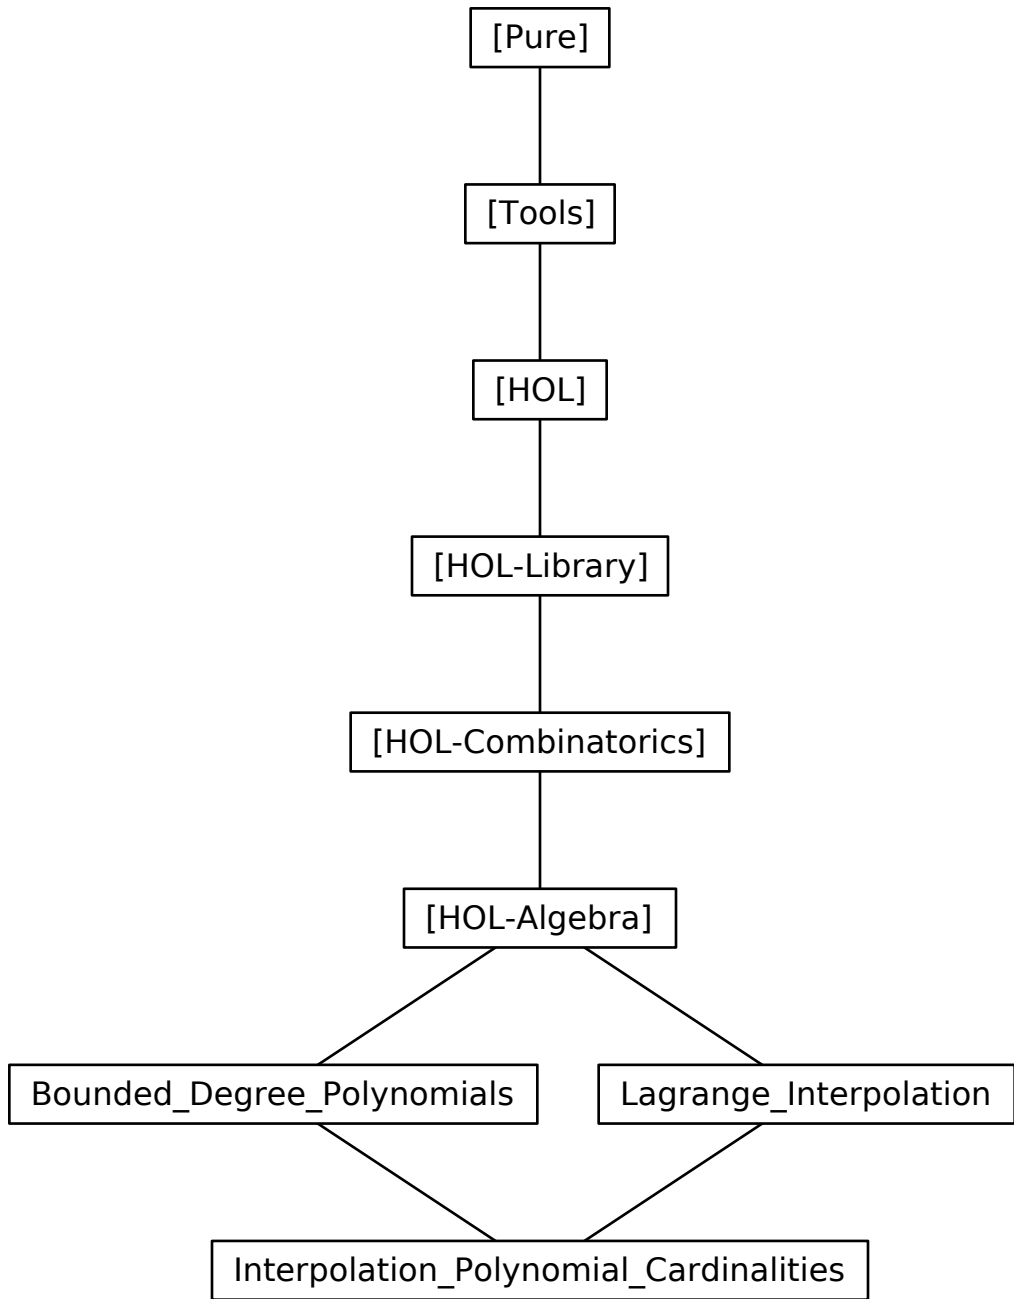 [Pure]
[Tools]
[HOL]
[HOL-Library]
[HOL-Combinatorics]
[HOL-Algebra]
Bounded_Degree_Polynomials
Lagrange_Interpolation
Interpolation_Polynomial_Cardinalities